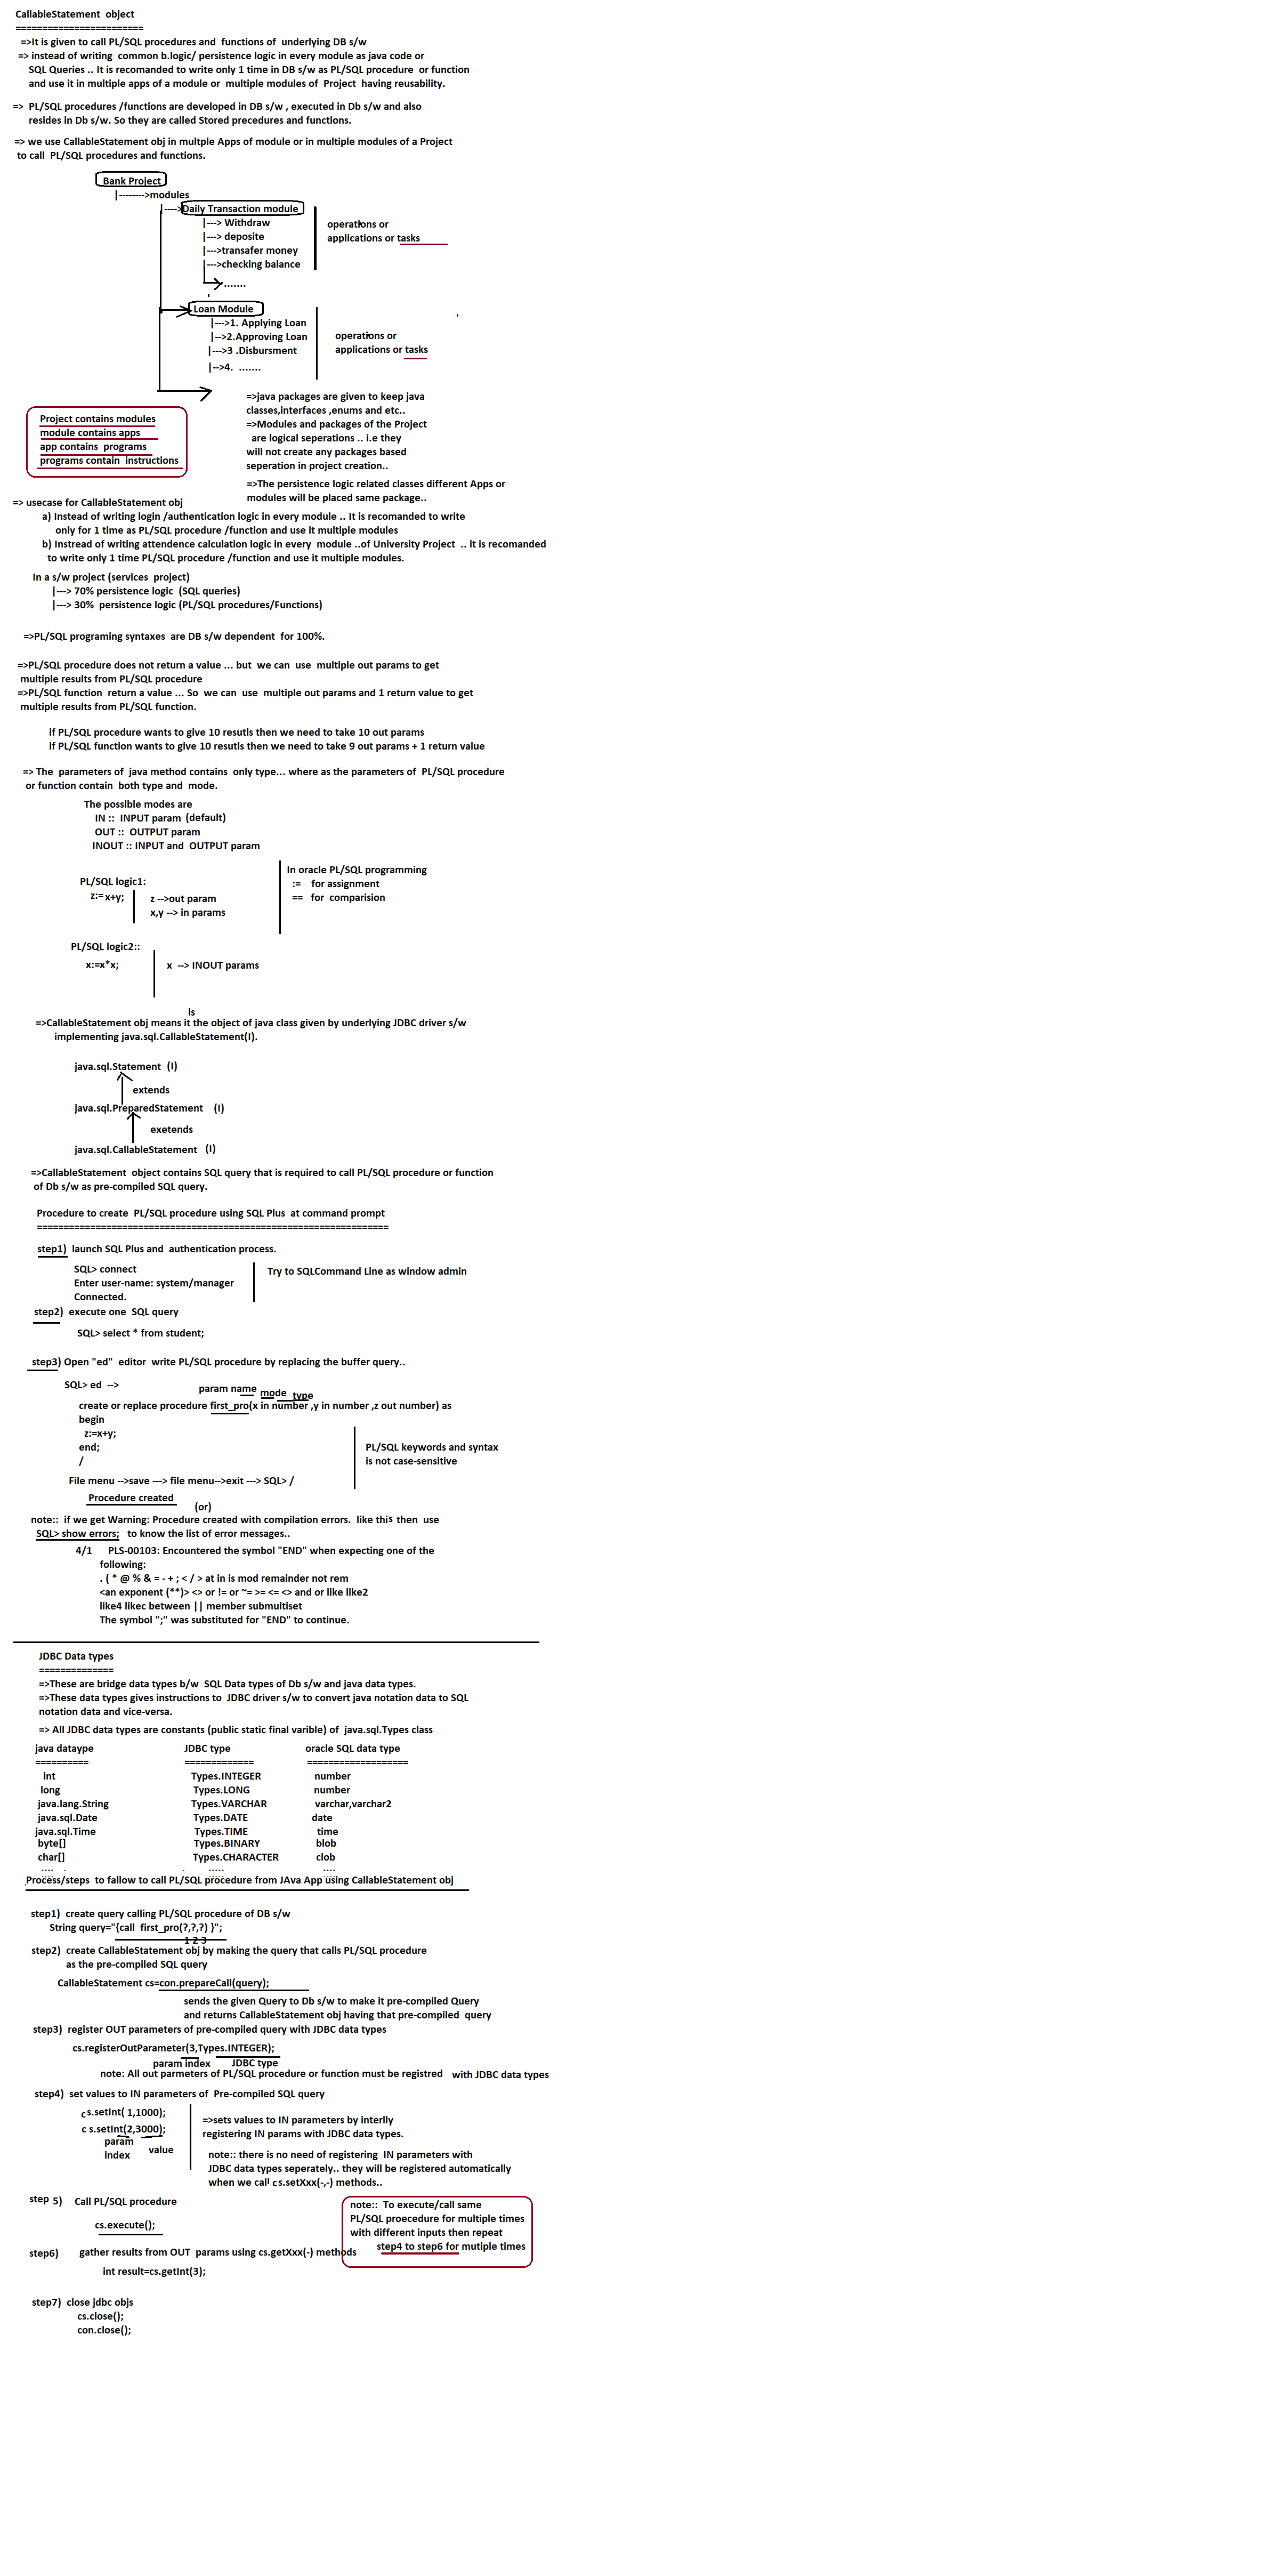 CallableStatement  object
========================
=>It is given to call PL/SQL procedures and  functions of  underlying DB s/w
=> instead of writing  common b.logic/ persistence logic in every module as java code or
SQL Queries .. It is recomanded to write only 1 time in DB s/w as PL/SQL procedure  or function
and use it in multiple apps of a module or  multiple modules of  Project  having reusability.
=>  PL/SQL procedures /functions are developed in DB s/w , executed in Db s/w and also
resides in Db s/w. So they are called Stored precedures and functions.
=> we use CallableStatement obj in multple Apps of module or in multiple modules of a Project
to call  PL/SQL procedures and functions.
Bank Project
|-------->modules
|---->Daily Transaction module
|---> Withdraw
|---> deposite
|--->transafer money
|--->checking balance
.......
operations or
applications or tasks
Loan Module
|--->1. Applying Loan
|-->2.Approving Loan
|--->3 .Disbursment
|-->4.  .......
operations or
applications or tasks
Project contains modules
module contains apps
app contains  programs
programs contain  instructions
=>java packages are given to keep java
classes,interfaces ,enums and etc..
=>Modules and packages of the Project
are logical seperations .. i.e they
will not create any packages based
seperation in project creation..
=>The persistence logic related classes different Apps or
modules will be placed same package..
=> usecase for CallableStatement obj
a) Instead of writing login /authentication logic in every module .. It is recomanded to write
only for 1 time as PL/SQL procedure /function and use it multiple modules
b) Instread of writing attendence calculation logic in every  module ..of University Project  .. it is recomanded
to write only 1 time PL/SQL procedure /function and use it multiple modules.
In a s/w project (services  project)
|---> 70% persistence logic  (SQL queries)
|---> 30%  persistence logic (PL/SQL procedures/Functions)
=>PL/SQL programing syntaxes  are DB s/w dependent  for 100%.
=>PL/SQL procedure does not return a value ... but  we can  use  multiple out params to get
multiple results from PL/SQL procedure
=>PL/SQL function  return a value ... So  we can  use  multiple out params and 1 return value to get
multiple results from PL/SQL function.
if PL/SQL procedure wants to give 10 resutls then we need to take 10 out params
if PL/SQL function wants to give 10 resutls then we need to take 9 out params + 1 return value
=> The  parameters of  java method contains  only type... where as the parameters of  PL/SQL procedure
or function contain  both type and  mode.
The possible modes are
IN ::  INPUT param  (default)
OUT ::  OUTPUT param
INOUT :: INPUT and  OUTPUT param
PL/SQL logic1:
z:=x+y;
z -->out param
x,y --> in params
In oracle PL/SQL programming
:=    for assignment
==   for  comparision
PL/SQL logic2::
x:=x*x;
x  --> INOUT params
is
=>CallableStatement obj means it the object of java class given by underlying JDBC driver s/w
implementing java.sql.CallableStatement(I).
java.sql.Statement  (I)
extends
java.sql.PreparedStatement    (I)
exetends
java.sql.CallableStatement   (I)
=>CallableStatement  object contains SQL query that is required to call PL/SQL procedure or function
of Db s/w as pre-compiled SQL query.
Procedure to create  PL/SQL procedure using SQL Plus  at command prompt
==================================================================
step1)  launch SQL Plus and  authentication process.
SQL> connect
Enter user-name: system/manager
Connected.
Try to SQLCommand Line as window admin
step2)  execute one  SQL query
SQL> select * from student;
step3) Open "ed"  editor  write PL/SQL procedure by replacing the buffer query..
SQL> ed  -->
param name mode  type
create or replace procedure first_pro(x in number ,y in number ,z out number) as
begin
z:=x+y;
end;
/
PL/SQL keywords and syntax
is not case-sensitive
File menu -->save ---> file menu-->exit ---> SQL> /
Procedure created
(or)
note::  if we get Warning: Procedure created with compilation errors.  like this then  use
SQL> show errors;   to know the list of error messages..
4/1      PLS-00103: Encountered the symbol "END" when expecting one of the
following:
. ( * @ % & = - + ; < / > at in is mod remainder not rem
<an exponent (**)> <> or != or ~= >= <= <> and or like like2
like4 likec between || member submultiset
The symbol ";" was substituted for "END" to continue.
JDBC Data types
==============
=>These are bridge data types b/w  SQL Data types of Db s/w and java data types.
=>These data types gives instructions to  JDBC driver s/w to convert java notation data to SQL
notation data and vice-versa.
=> All JDBC data types are constants (public static final varible) of  java.sql.Types class
java dataype    JDBC type    oracle SQL data type
==========    =============    ===================
int    Types.INTEGER    number
long    Types.LONG    number
java.lang.String    Types.VARCHAR    varchar,varchar2
java.sql.Date    Types.DATE    date
java.sql.Time    Types.TIME    time
byte[]    Types.BINARY    blob
char[]    Types.CHARACTER    clob
....    .....    ....
Process/steps  to fallow to call PL/SQL procedure from JAva App using CallableStatement obj
step1)  create query calling PL/SQL procedure of DB s/w
String query="{call  first_pro(?,?,?) }";
1 2 3
step2)  create CallableStatement obj by making the query that calls PL/SQL procedure
as the pre-compiled SQL query
CallableStatement cs=con.prepareCall(query);
sends the given Query to Db s/w to make it pre-compiled Query
and returns CallableStatement obj having that pre-compiled  query
step3)  register OUT parameters of pre-compiled query with JDBC data types
cs.registerOutParameter(3,Types.INTEGER);
param index    JDBC type
note: All out parmeters of PL/SQL procedure or function must be registred   with JDBC data types
step4)  set values to IN parameters of  Pre-compiled SQL query
cs.setInt( 1,1000);
c s.setInt(2,3000);
param
index    value
=>sets values to IN parameters by interlly
registering IN params with JDBC data types.
note:: there is no need of registering  IN parameters with
JDBC data types seperately.. they will be registered automatically
when we call cs.setXxx(-,-) methods..
step 5)    Call PL/SQL procedure
cs.execute();
note::  To execute/call same
PL/SQL proecedure for multiple times
with different inputs then repeat
step4 to step6 for mutiple times
step6)    gather results from OUT  params using cs.getXxx(-) methods
int result=cs.getInt(3);
step7)  close jdbc objs
cs.close();
con.close();